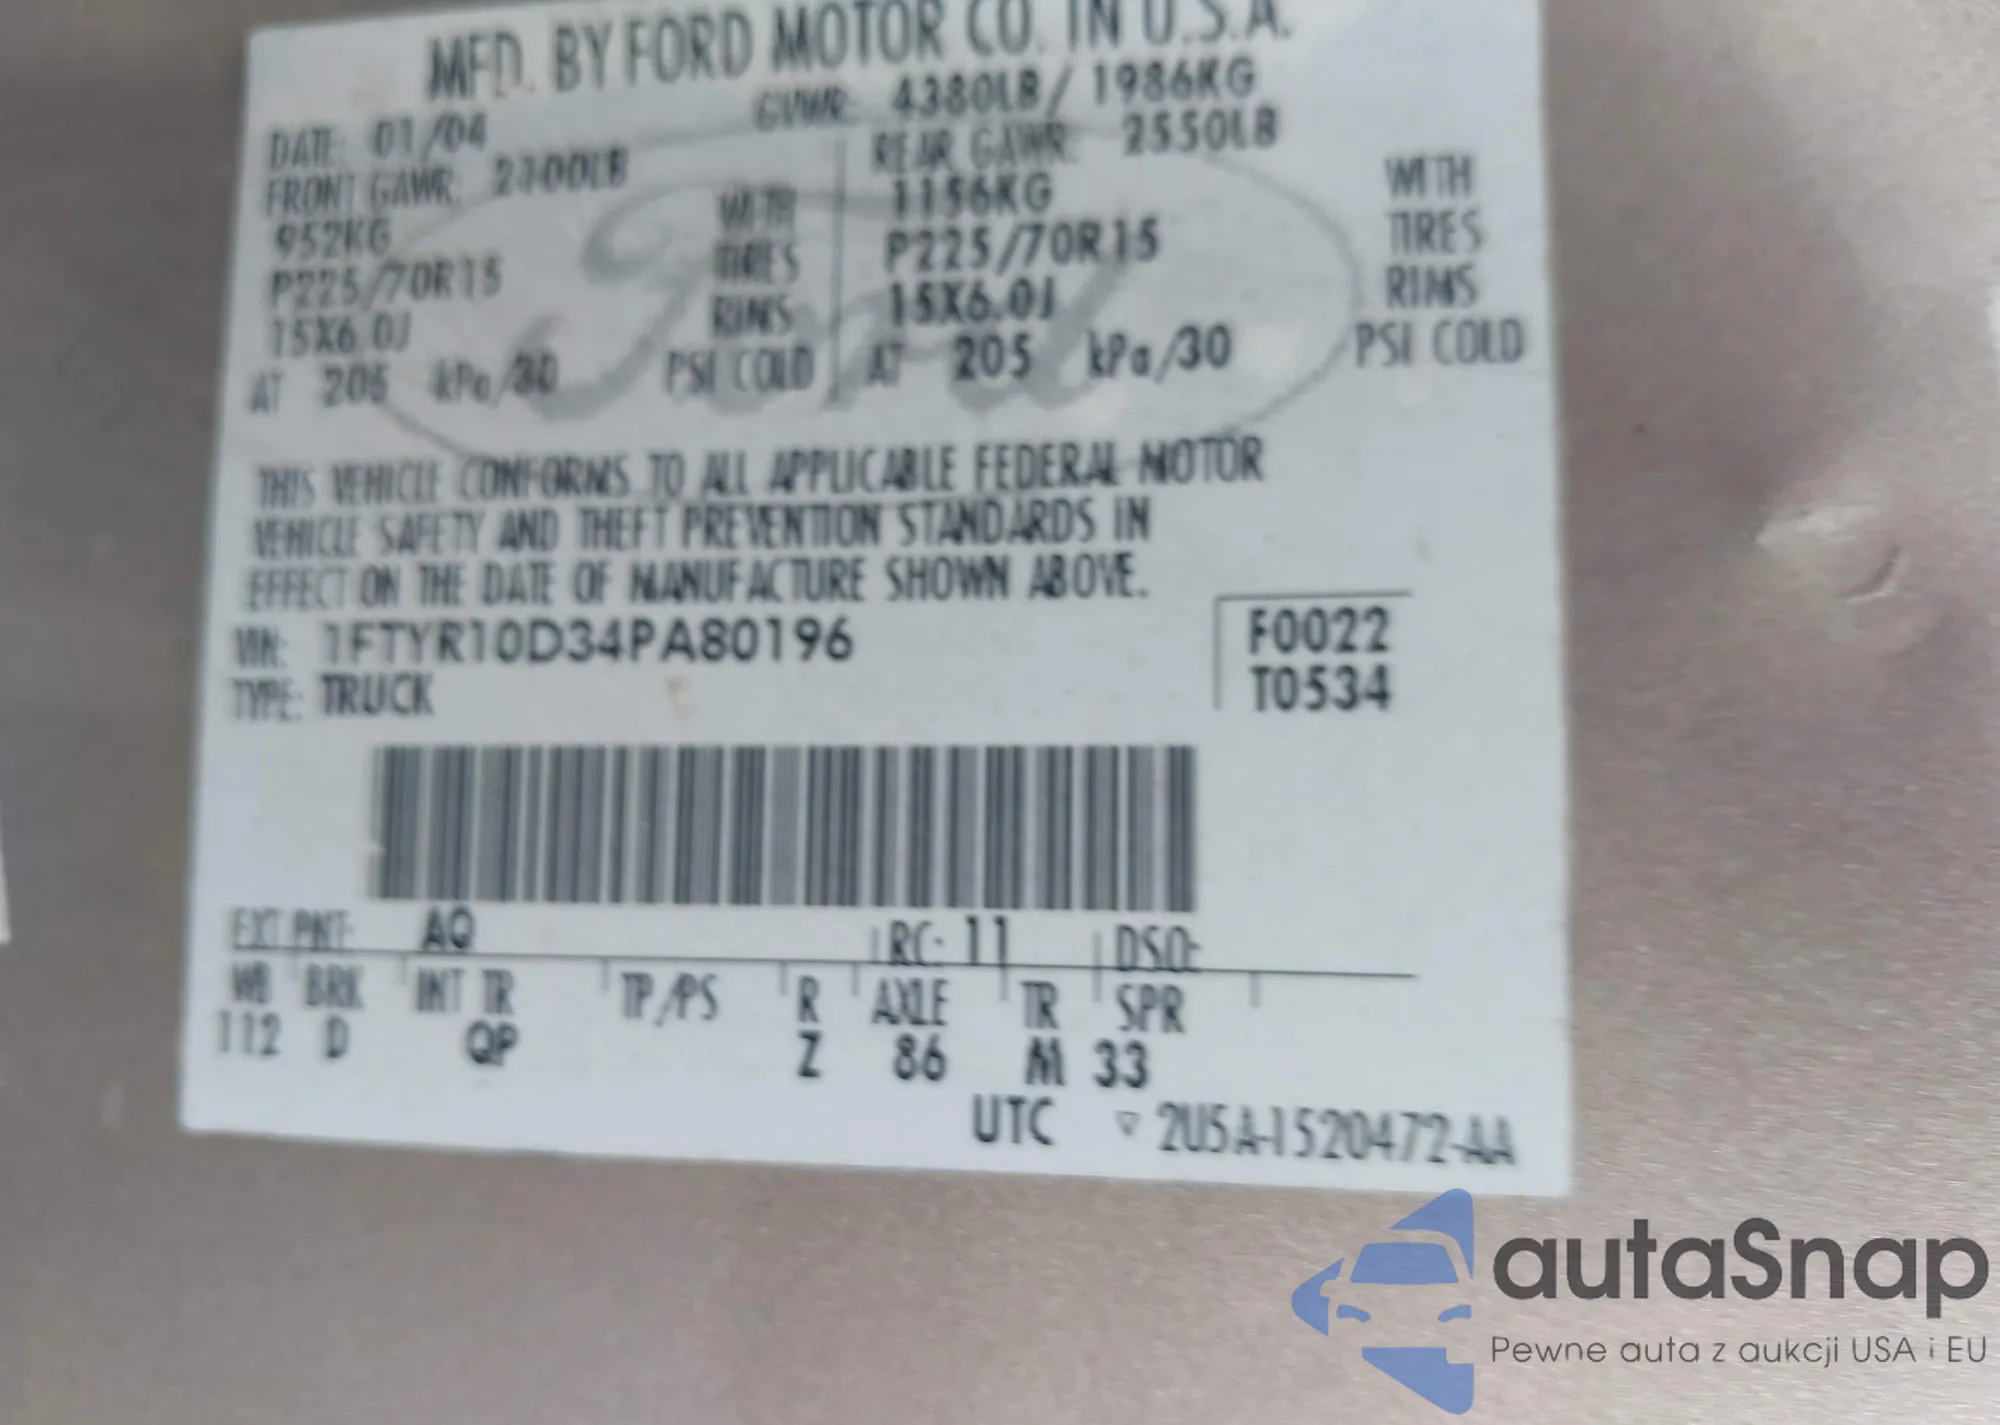 MFD. BY FORD MOTOR CO. IN U.S.A.
DATE: 01/04 GVWR: 4380LB/ 1986KG
FRONT GAWR: 2100LB REAR GAWR: 2550LB
952KG WITH 1156KG WITH
P225/70R15 TIRES P225/70R15 TIRES
15X6.0J RIMS 15X6.0J RIMS
AT 205 kPa/30 PSI COLD AT 205 kPa/30 PSI COLD
Ford
THIS VEHICLE CONFORMS TO ALL APPLICABLE FEDERAL MOTOR
VEHICLE SAFETY AND THEFT PREVENTION STANDARDS IN
EFFECT ON THE DATE OF MANUFACTURE SHOWN ABOVE.
VIN: 1FTYR10D34PA80196 F0022
TYPE: TRUCK T0534
EXT PNT: AQ RC: 11 DSO:
WB BRK INT TR TP/PS R AXLE TR SPR
112 D QP Z 86 M 33
UTC ▽ 2U5A-1520472-AA
autaSnap
Pewne auta z aukcji USA i EU